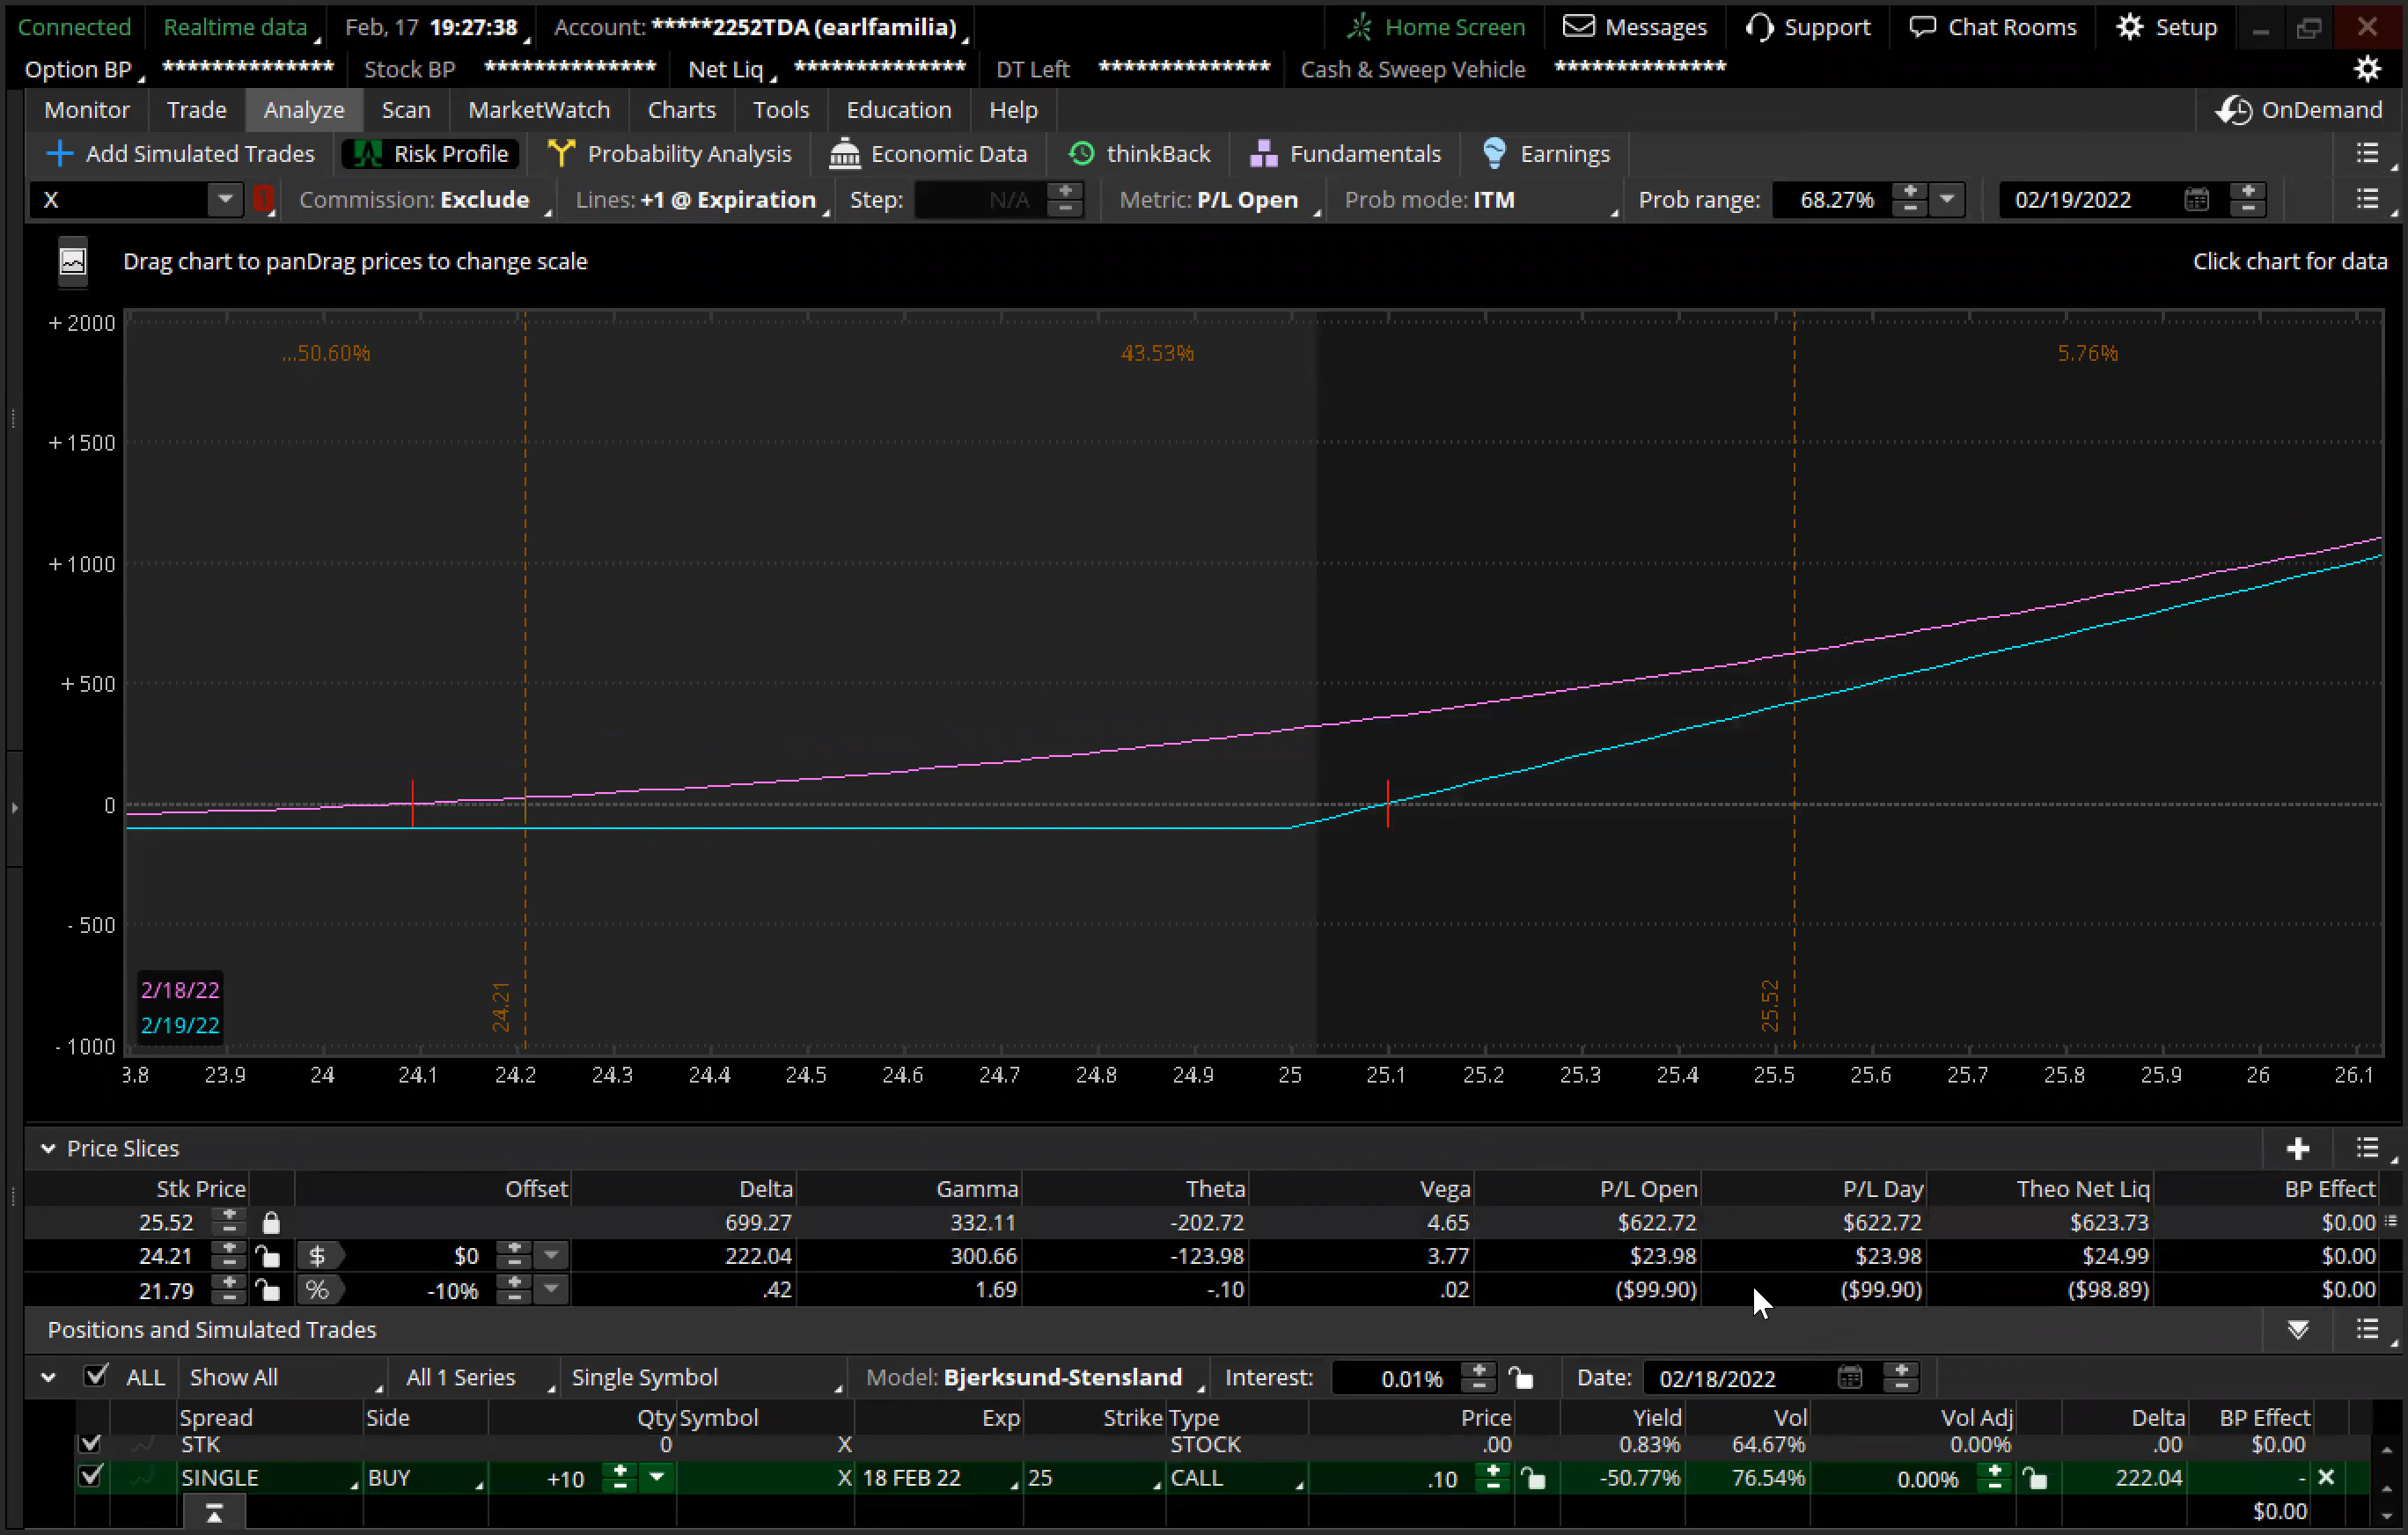 Connected Realtime data Feb, 17 19:27:38 Account: *****2252TDA (earlfamilia) Home Screen Messages Support Chat Rooms Setup
Option BP ************** Stock BP ************** Net Liq ************** DT Left ************** Cash & Sweep Vehicle **************
Monitor Trade Analyze Scan MarketWatch Charts Tools Education Help OnDemand
Add Simulated Trades Risk Profile Probability Analysis Economic Data thinkBack Fundamentals Earnings
X 1 Commission: Exclude Lines: +1 @ Expiration Step: N/A Metric: P/L Open Prob mode: ITM Prob range: 68.27% 02/19/2022
Drag chart to panDrag prices to change scale Click chart for data
+2000
...50.60% 43.53% 5.76%
+1500
+1000
+500
0
-500
2/18/22
24.21 25.52
2/19/22
-1000
3.8 23.9 24 24.1 24.2 24.3 24.4 24.5 24.6 24.7 24.8 24.9 25 25.1 25.2 25.3 25.4 25.5 25.6 25.7 25.8 25.9 26 26.1
Price Slices
Stk Price Offset Delta Gamma Theta Vega P/L Open P/L Day Theo Net Liq BP Effect
25.52 699.27 332.11 -202.72 4.65 $622.72 $622.72 $623.73 $0.00
24.21 $ $0 222.04 300.66 -123.98 3.77 $23.98 $23.98 $24.99 $0.00
21.79 % -10% .42 1.69 -.10 .02 ($99.90) ($99.90) ($98.89) $0.00
Positions and Simulated Trades
ALL Show All All 1 Series Single Symbol Model: Bjerksund-Stensland Interest: 0.01% Date: 02/18/2022
Spread Side Qty Symbol Exp Strike Type Price Yield Vol Vol Adj Delta BP Effect
STK 0 X STOCK .00 0.83% 64.67% 0.00% .00 $0.00
SINGLE BUY +10 X 18 FEB 22 25 CALL .10 -50.77% 76.54% 0.00% 222.04 -
$0.00